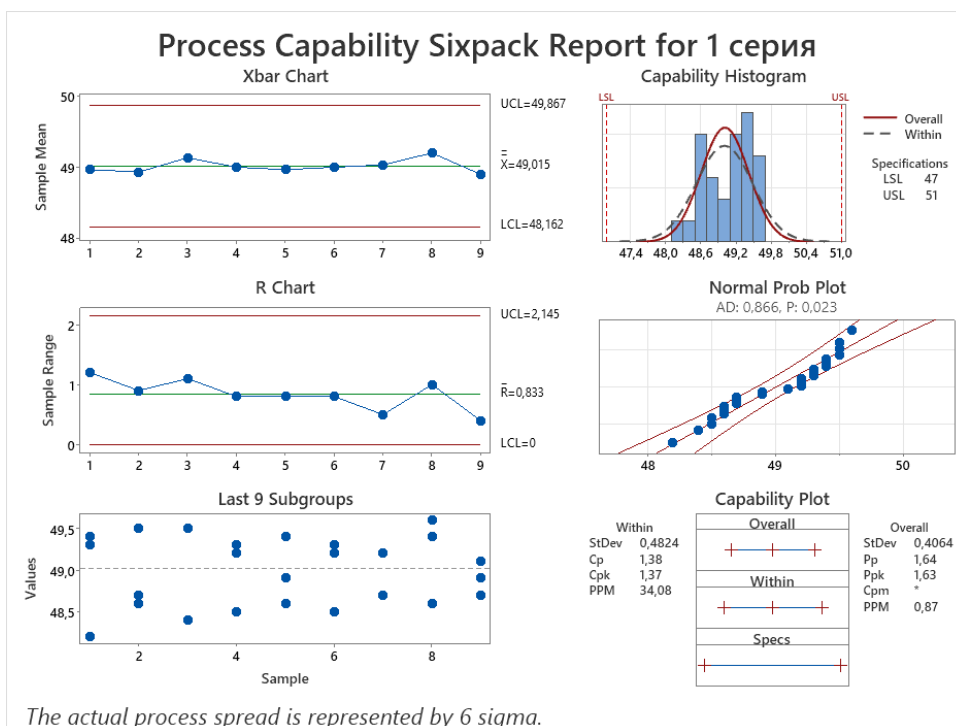 Process Capability Sixpack Report for 1 серия
Xbar Chart
Sample Mean
50
49
48
UCL=49,867
X=49,015
LCL=48,162
1 2 3 4 5 6 7 8 9
Capability Histogram
LSL USL
Overall
Within
Specifications
LSL 47
USL 51
47,4 48,0 48,6 49,2 49,8 50,4 51,0
R Chart
Sample Range
2
1
0
UCL=2,145
R=0,833
LCL=0
1 2 3 4 5 6 7 8 9
Normal Prob Plot
AD: 0,866, P: 0,023
48 49 50
Last 9 Subgroups
Values
49,5
49,0
48,5
2 4 6 8
Sample
Capability Plot
Within
StDev 0,4824
Cp 1,38
Cpk 1,37
PPM 34,08
Overall
Within
Specs
Overall
StDev 0,4064
Pp 1,64
Ppk 1,63
Cpm *
PPM 0,87
The actual process spread is represented by 6 sigma.